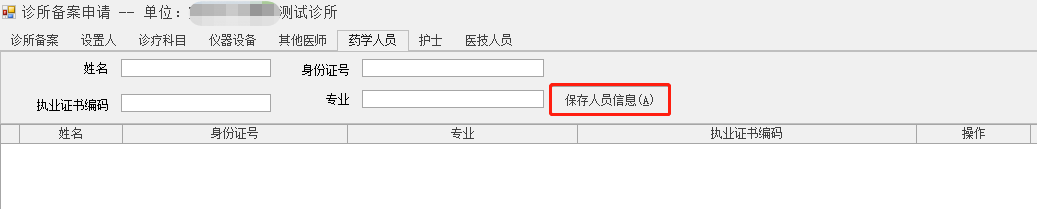 诊所备案申请 -- 单位: 测试诊所
诊所备案 设置人 诊疗科目 仪器设备 其他医师 药学人员 护士 医技人员
姓名 身份证号
执业证书编码 专业 保存人员信息(A)
姓名 身份证号 专业 执业证书编码 操作